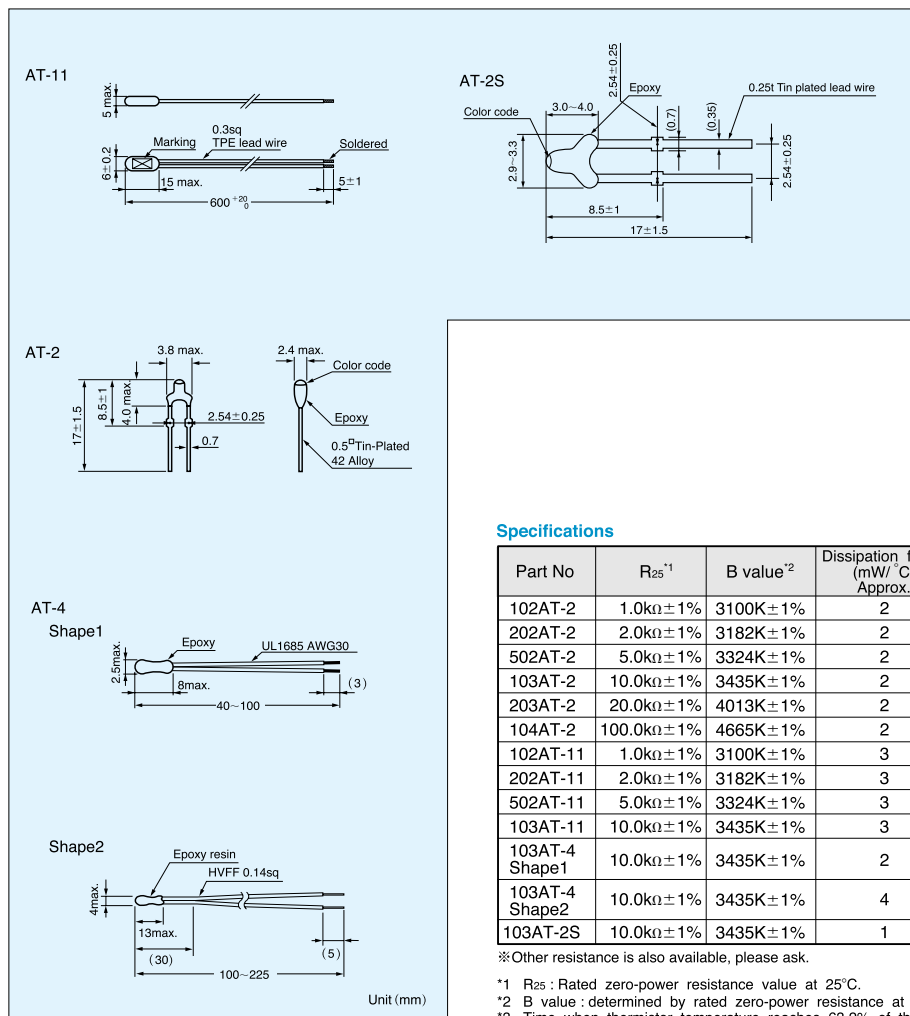 AT-11
5 max.
Marking
0.3sq
TPE lead wire
Soldered
6±0.2
15 max.
5±1
600 +20 0
AT-2S
2.54±0.25
Epoxy
0.25t Tin plated lead wire
Color code
3.0~4.0
(0.7)
(0.35)
2.9~3.3
2.54±0.25
8.5±1
17±1.5
AT-2
3.8 max.
2.4 max.
Color code
17±1.5
8.5±1
4.0 max.
2.54±0.25
Epoxy
0.7
0.5□Tin-Plated
42 Alloy
AT-4
Shape1
Epoxy
UL1685 AWG30
2.5max.
8max.
(3)
40~100
Shape2
Epoxy resin
HVFF 0.14sq
4max.
13max.
(30)
(5)
100~225
Unit (mm)
Specifications
Part No R25*1 B value*2 Dissipation
(mW/°C
Approx.
102AT-2 1.0kΩ±1% 3100K±1% 2
202AT-2 2.0kΩ±1% 3182K±1% 2
502AT-2 5.0kΩ±1% 3324K±1% 2
103AT-2 10.0kΩ±1% 3435K±1% 2
203AT-2 20.0kΩ±1% 4013K±1% 2
104AT-2 100.0kΩ±1% 4665K±1% 2
102AT-11 1.0kΩ±1% 3100K±1% 3
202AT-11 2.0kΩ±1% 3182K±1% 3
502AT-11 5.0kΩ±1% 3324K±1% 3
103AT-11 10.0kΩ±1% 3435K±1% 3
103AT-4
Shape1 10.0kΩ±1% 3435K±1% 2
103AT-4
Shape2 10.0kΩ±1% 3435K±1% 4
103AT-2S 10.0kΩ±1% 3435K±1% 1
※Other resistance is also available, please ask.
*1 R25 : Rated zero-power resistance value at 25°C.
*2 B value : determined by rated zero-power resistance at